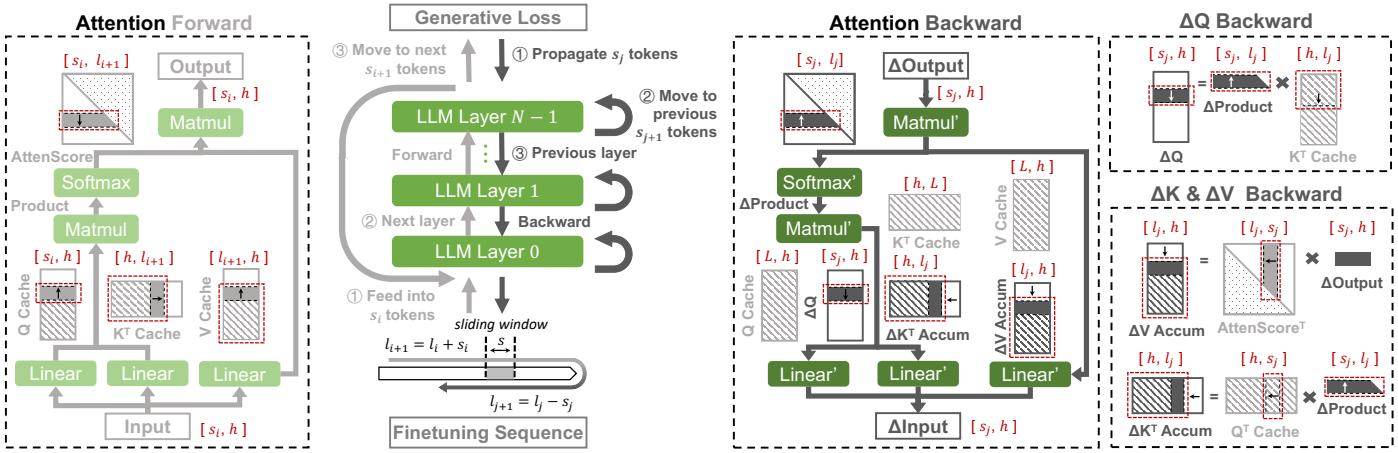 Attention Forward
[ s_i, l_{i+1} ]
Output
[ s_i, h ]
Matmul
AttenScore
Softmax
Product
Matmul
[ s_i, h ]
[ h, l_{i+1} ]
[ l_{i+1}, h ]
Q Cache
K^T Cache
V Cache
Linear
Linear
Linear
Input
[ s_i, h ]
Generative Loss
③ Move to next
s_{i+1} tokens
① Propagate s_j tokens
LLM Layer N − 1
② Move to
previous
s_{j+1} tokens
Forward
③ Previous layer
LLM Layer 1
② Next layer
Backward
LLM Layer 0
① Feed into
s_i tokens
sliding window
l_{i+1} = l_i + s_i
s
l_{j+1} = l_j − s_j
Finetuning Sequence
Attention Backward
[ s_j, l_j ]
ΔOutput
[ s_j, h ]
Matmul'
Softmax'
ΔProduct
Matmul'
[ h, L ]
K^T Cache
[ L, h ]
V Cache
[ L, h ]
Q Cache
[ s_j, h ]
ΔQ
[ h, l_j ]
ΔK^T Accum
[ l_j, h ]
ΔV Accum
Linear'
Linear'
Linear'
ΔInput
[ s_j, h ]
ΔQ Backward
[ s_j, h ]
[ s_j, l_j ]
[ h, l_j ]
=
ΔProduct
✖
ΔQ
K^T Cache
ΔK & ΔV Backward
[ l_j, h ]
[ l_j, s_j ]
[ s_j, h ]
=
✖
ΔOutput
ΔV Accum
AttenScore^T
[ h, l_j ]
[ h, s_j ]
[ s_j, l_j ]
=
✖
ΔProduct
ΔK^T Accum
Q^T Cache